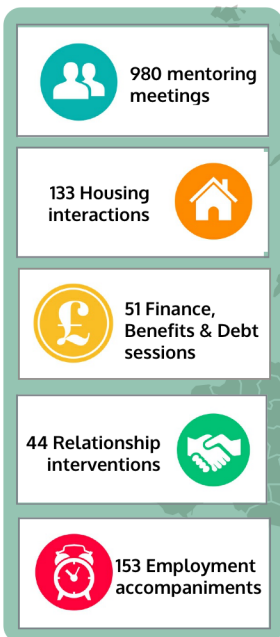 980 mentoring
meetings
133 Housing
interactions
£
51 Finance,
Benefits & Debt
sessions
44 Relationship
interventions
153 Employment
accompaniments